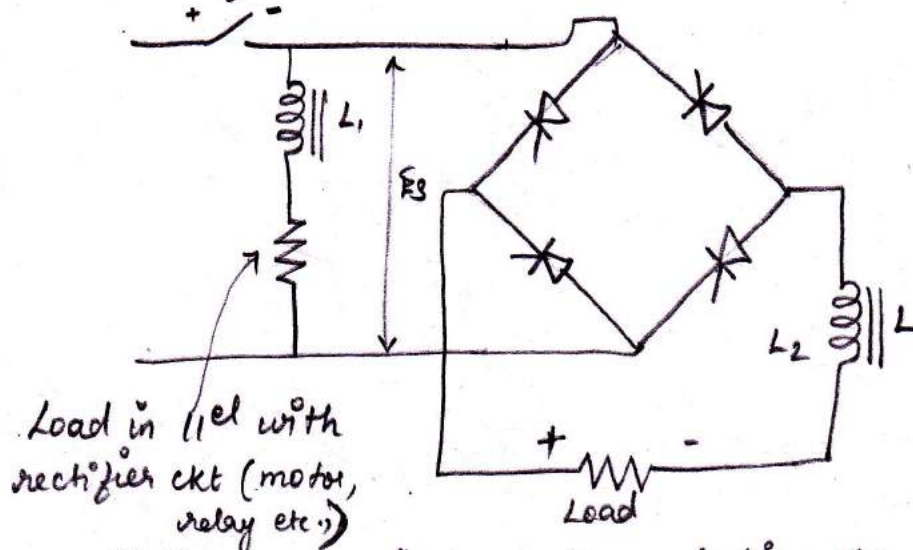 + -
L₁
Es
L₂
L
Load in ||el with
rectifier ckt (motor,
relay etc.,)
+ -
Load